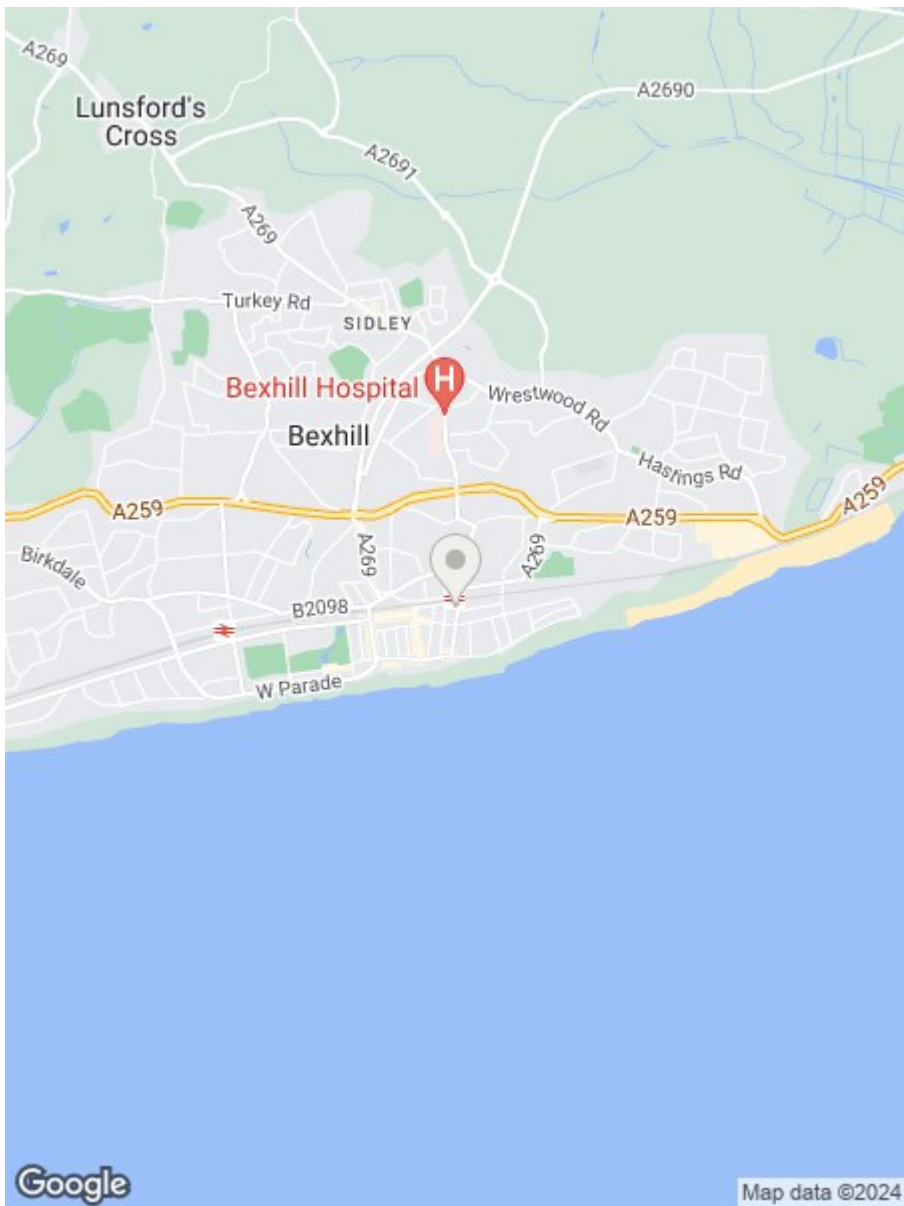 A269
A2690
Lunsford's
Cross
A2691
A269
Turkey Rd
SIDLEY
Bexhill Hospital
H
Wrestwood Rd
Bexhill
Hastings Rd
A259
A259
A259
Birkdale
A269
A269
B2098
W Parade
Google
Map data ©2024